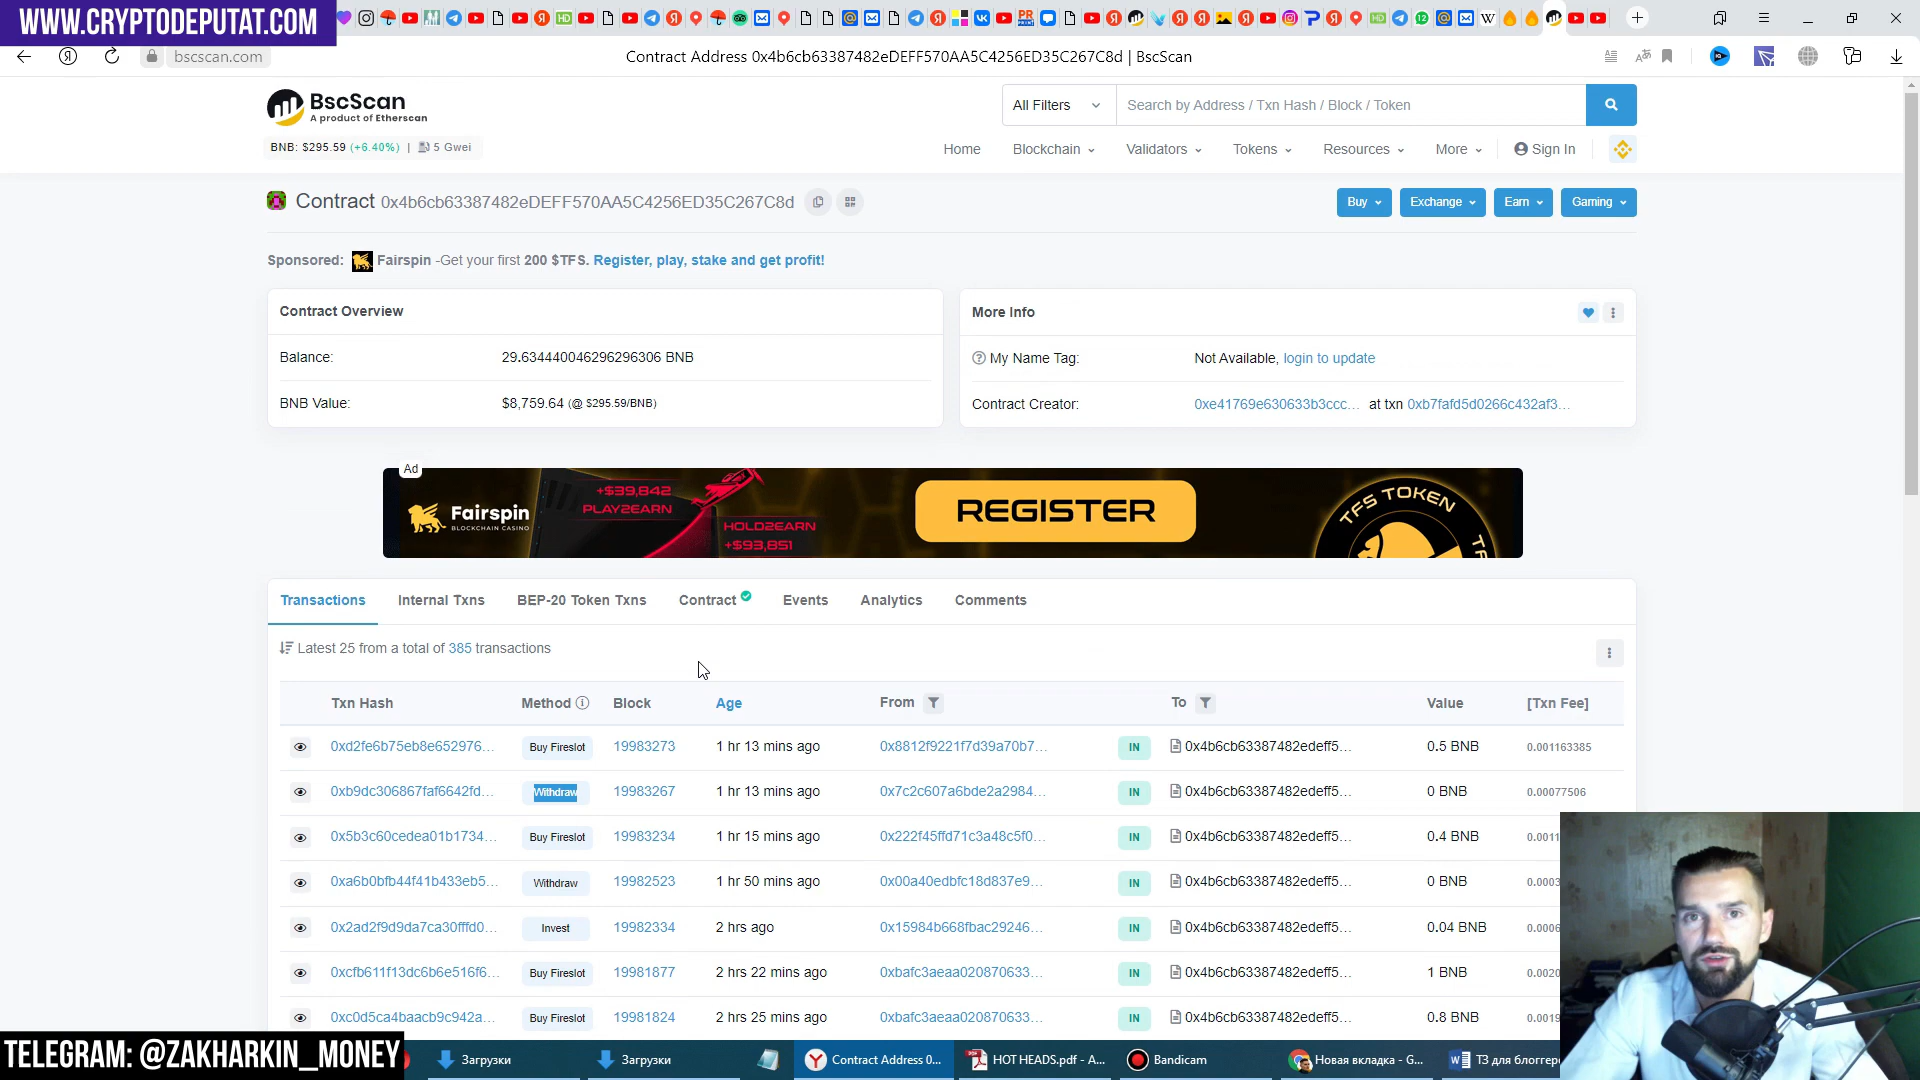 WWW.CRYPTODEPUTAT.COM
bscscan.com
Contract Address 0x4b6cb63387482eDEFF570AA5C4256ED35C267C8d | BscScan
BscScan
A product of Etherscan
All Filters
Search by Address / Txn Hash / Block / Token
BNB: $295.59 (+6.40%) | 5 Gwei
Home Blockchain Validators Tokens Resources More Sign In
Contract 0x4b6cb63387482eDEFF570AA5C4256ED35C267C8d
Buy Exchange Earn Gaming
Sponsored: Fairspin -Get your first 200 $TFS. Register, play, stake and get profit!
Contract Overview
Balance: 29.634440046296296306 BNB
BNB Value: $8,759.64 (@ $295.59/BNB)
More Info
My Name Tag: Not Available, login to update
Contract Creator: 0xe41769e630633b3ccc... at txn 0xb7fafd5d0266c432af3...
Ad
Fairspin
BLOCKCHAIN CASINO
+$39,842
PLAY2EARN
HOLD2EARN
+$93,851
REGISTER
TFS TOKEN
Transactions Internal Txns BEP-20 Token Txns Contract Events Analytics Comments
Latest 25 from a total of 385 transactions
Txn Hash Method Block Age From To Value [Txn Fee]
0xd2fe6b75eb8e652976... Buy Fireslot 19983273 1 hr 13 mins ago 0x8812f9221f7d39a70b7... IN 0x4b6cb63387482edeff5... 0.5 BNB 0.001163385
0xb9dc306867faf6642fd... Withdraw 19983267 1 hr 13 mins ago 0x7c2c607a6bde2a2984... IN 0x4b6cb63387482edeff5... 0 BNB 0.00077506
0x5b3c60cedea01b1734... Buy Fireslot 19983234 1 hr 15 mins ago 0x222f45ffd71c3a48c5f0... IN 0x4b6cb63387482edeff5... 0.4 BNB 0.0011
0xa6b0bfb44f41b433eb5... Withdraw 19982523 1 hr 50 mins ago 0x00a40edbfc18d837e9... IN 0x4b6cb63387482edeff5... 0 BNB 0.0003
0x2ad2f9d9da7ca30fffd0... Invest 19982334 2 hrs ago 0x15984b668fbac29246... IN 0x4b6cb63387482edeff5... 0.04 BNB 0.0006
0xcfb611f13dc6b6e516f6... Buy Fireslot 19981877 2 hrs 22 mins ago 0xbafc3aeaa020870633... IN 0x4b6cb63387482edeff5... 1 BNB 0.0020
0xc0d5ca4baacb9c942a... Buy Fireslot 19981824 2 hrs 25 mins ago 0xbafc3aeaa020870633... IN 0x4b6cb63387482edeff5... 0.8 BNB 0.0019
TELEGRAM: @ZAKHARKIN_MONEY
Загрузки
Загрузки
Contract Address 0...
HOT HEADS.pdf - A...
Bandicam
Новая вкладка - G...
ТЗ для блоггер